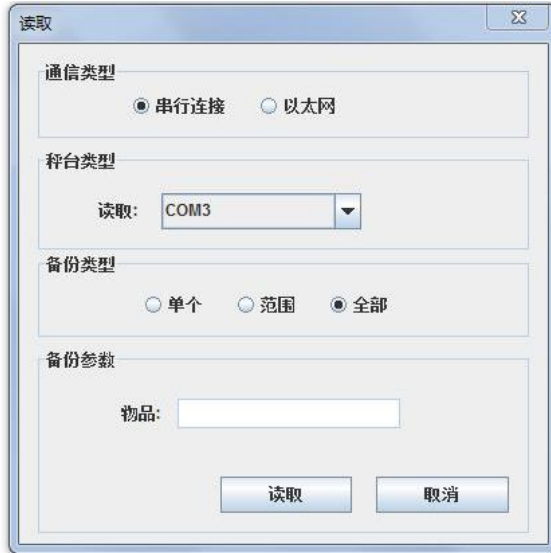 读取
通信类型
串行连接 以太网
秤台类型
读取: COM3
备份类型
单个 范围 全部
备份参数
物品:
读取 取消